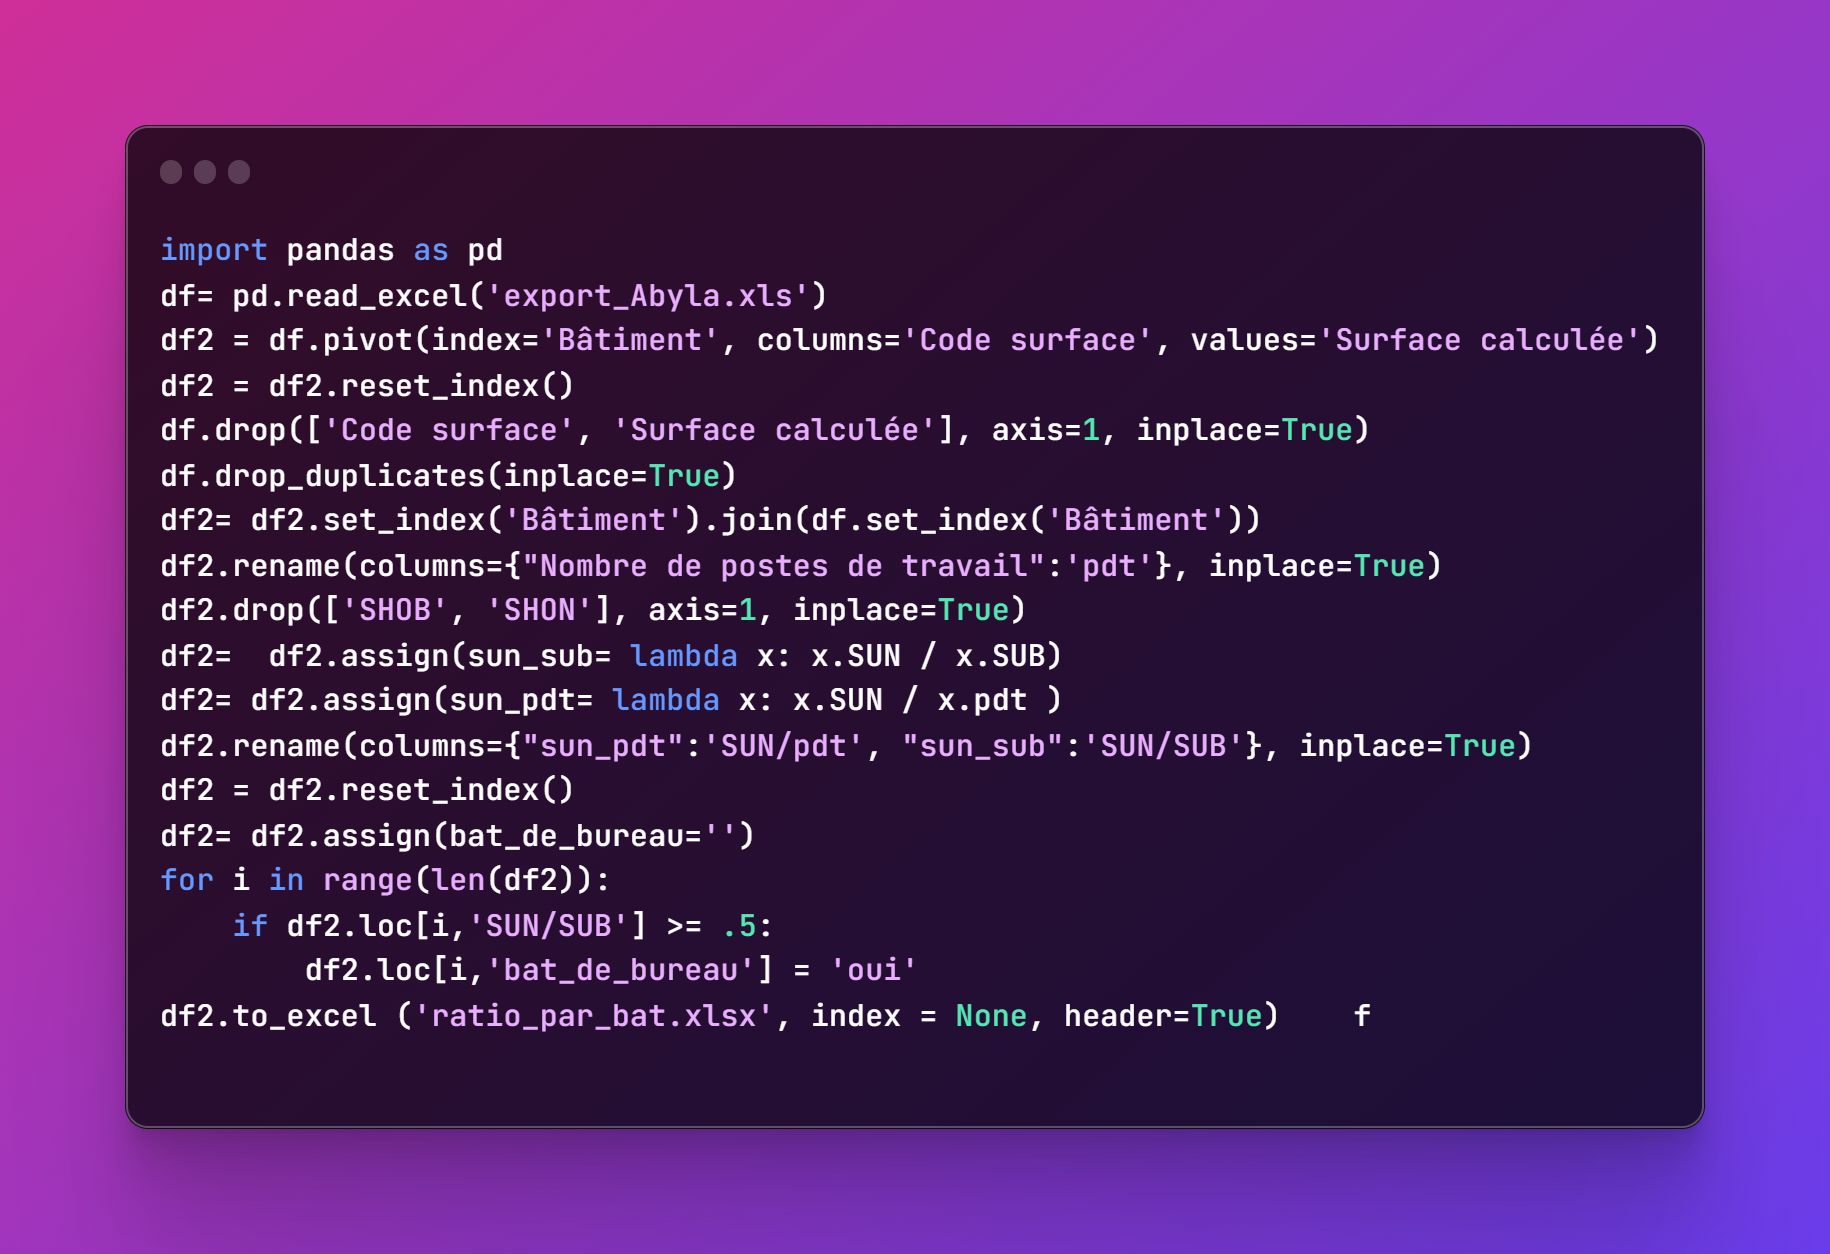 import pandas as pd
df= pd.read_excel('export_Abyla.xls')
df2 = df.pivot(index='Bâtiment', columns='Code surface', values='Surface calculée')
df2 = df2.reset_index()
df.drop(['Code surface', 'Surface calculée'], axis=1, inplace=True)
df.drop_duplicates(inplace=True)
df2= df2.set_index('Bâtiment').join(df.set_index('Bâtiment'))
df2.rename(columns={"Nombre de postes de travail":'pdt'}, inplace=True)
df2.drop(['SHOB', 'SHON'], axis=1, inplace=True)
df2=  df2.assign(sun_sub= lambda x: x.SUN / x.SUB)
df2= df2.assign(sun_pdt= lambda x: x.SUN / x.pdt )
df2.rename(columns={"sun_pdt":'SUN/pdt', "sun_sub":'SUN/SUB'}, inplace=True)
df2 = df2.reset_index()
df2= df2.assign(bat_de_bureau='')
for i in range(len(df2)):
    if df2.loc[i,'SUN/SUB'] >= .5:
        df2.loc[i,'bat_de_bureau'] = 'oui'
df2.to_excel ('ratio_par_bat.xlsx', index = None, header=True)    f